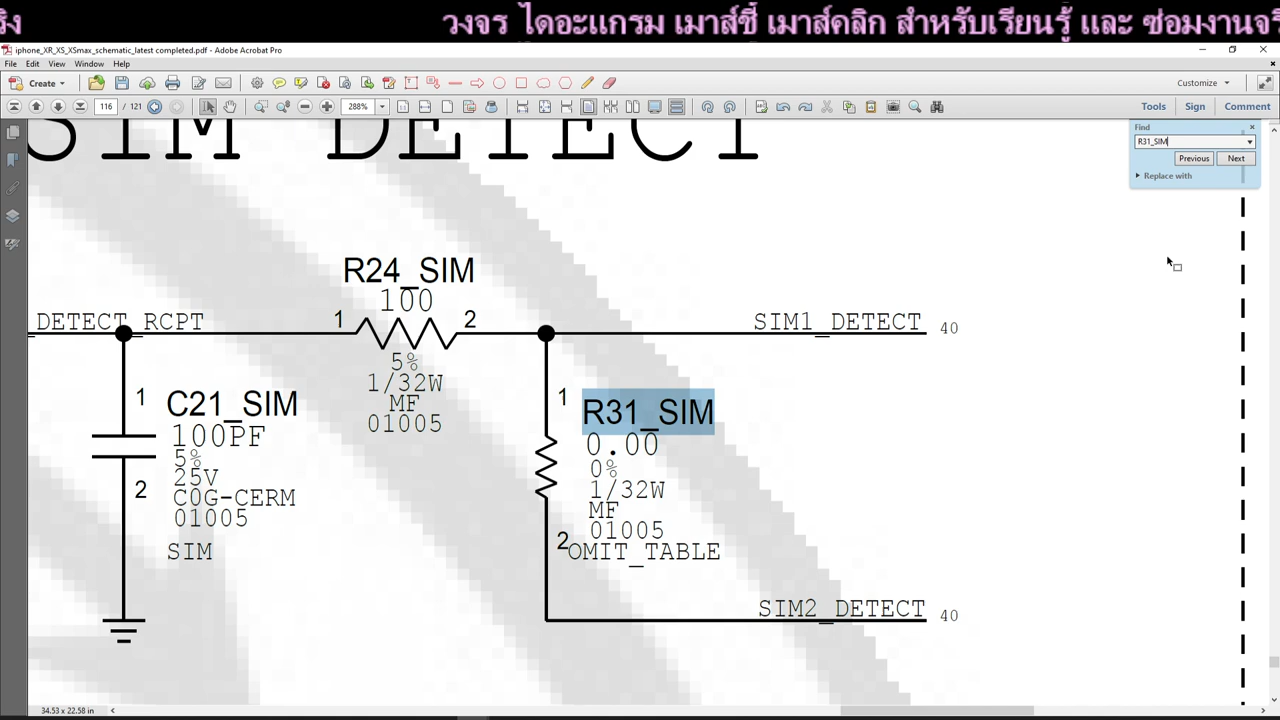 ริง วงจร ไดอะแกรม เมาส์ชี้ เมาส์คลิก สำหรับเรียนรู้ และ ซ่อมงานจริ
iphone_XR_XS_XSmax_schematic_latest completed.pdf - Adobe Acrobat Pro
File Edit View Window Help
Create Customize
116 / 121 288% Tools Sign Comment
Find
R31_SIM
Previous Next
Replace with
SIM DETECT
R24_SIM
100
DETECT_RCPT 1 2 SIM1_DETECT 40
5%
1/32W
MF
01005
1 C21_SIM
100PF
5%
25V
2 C0G-CERM
01005
SIM
1 R31_SIM
0.00
0%
1/32W
MF
01005
2 OMIT_TABLE
SIM2_DETECT 40
34.53 x 22.58 in